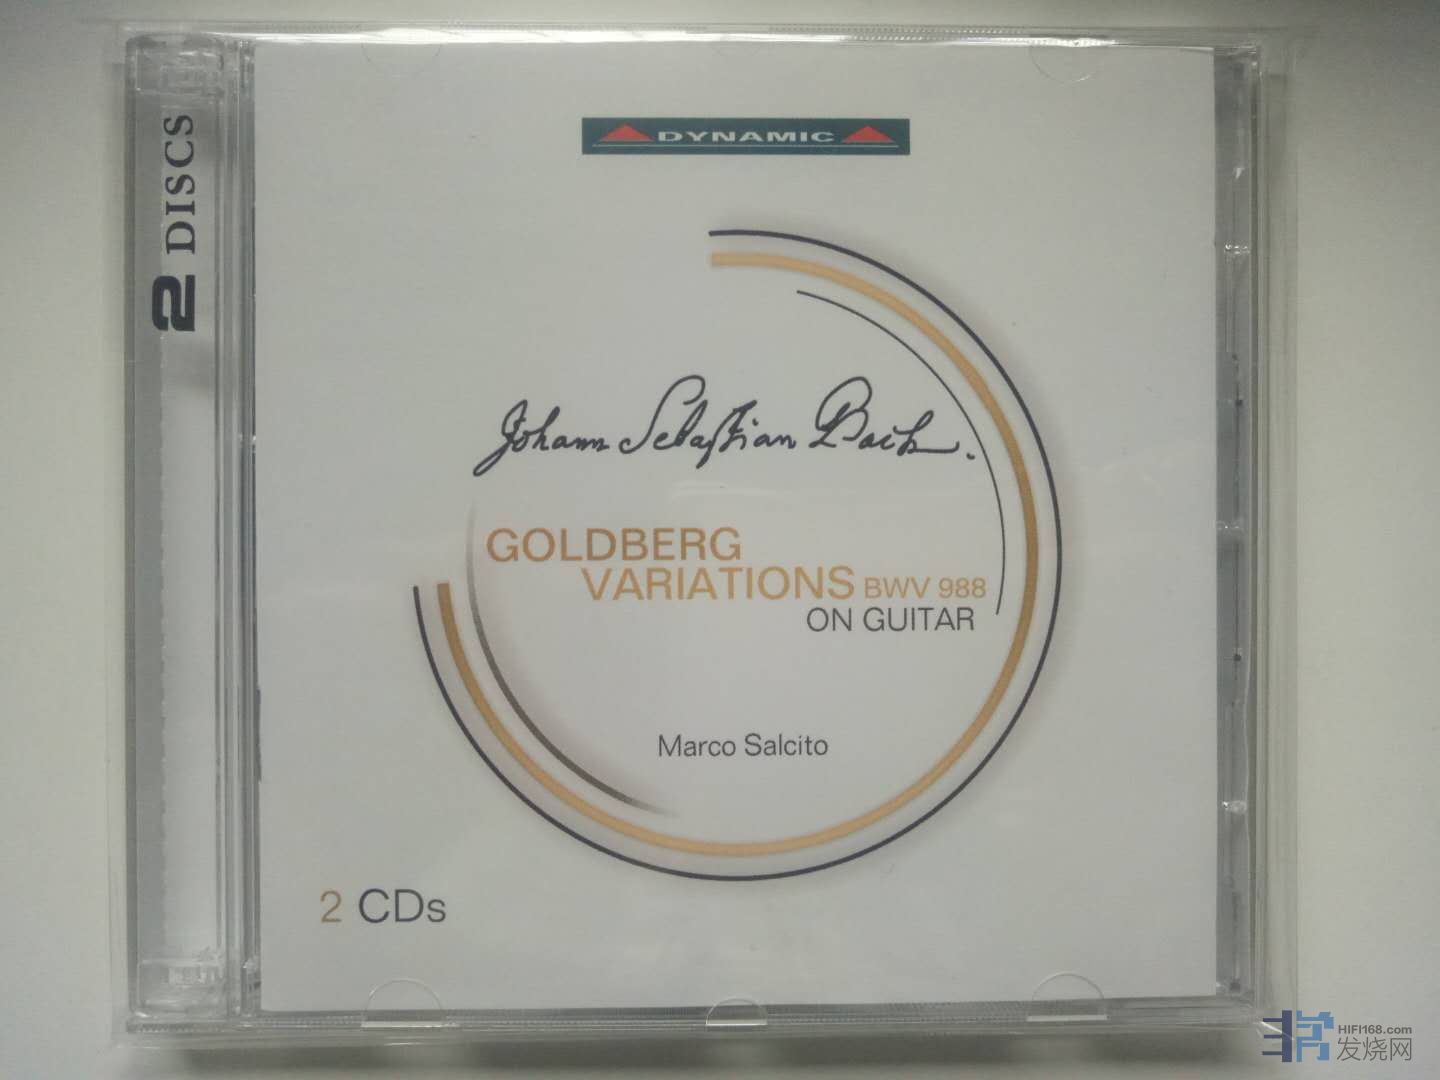 2 DISCS
DYNAMIC
Johann Sebastian Bach.
GOLDBERG
VARIATIONS BWV 988
ON GUITAR
Marco Salcito
2 CDs
HIFI168.com
发烧网